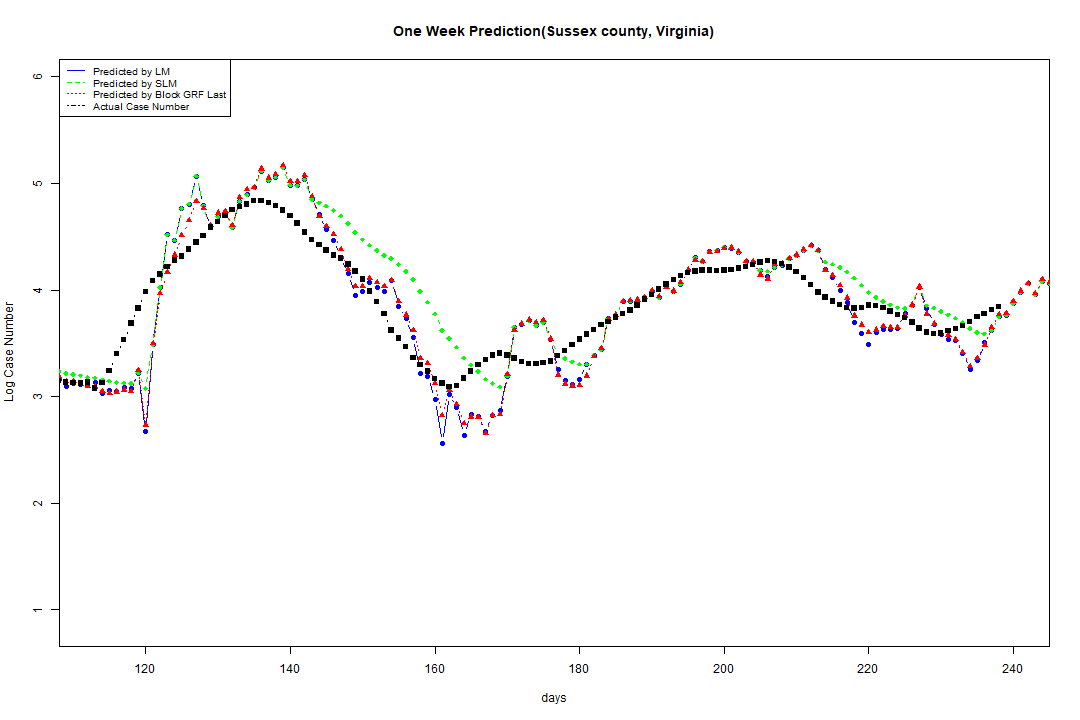 One Week Prediction(Sussex county, Virginia)
Predicted by LM
Predicted by SLM
Predicted by Block GRF Last
Actual Case Number
6
5
4
3
2
1
Log Case Number
120 140 160 180 200 220 240
days